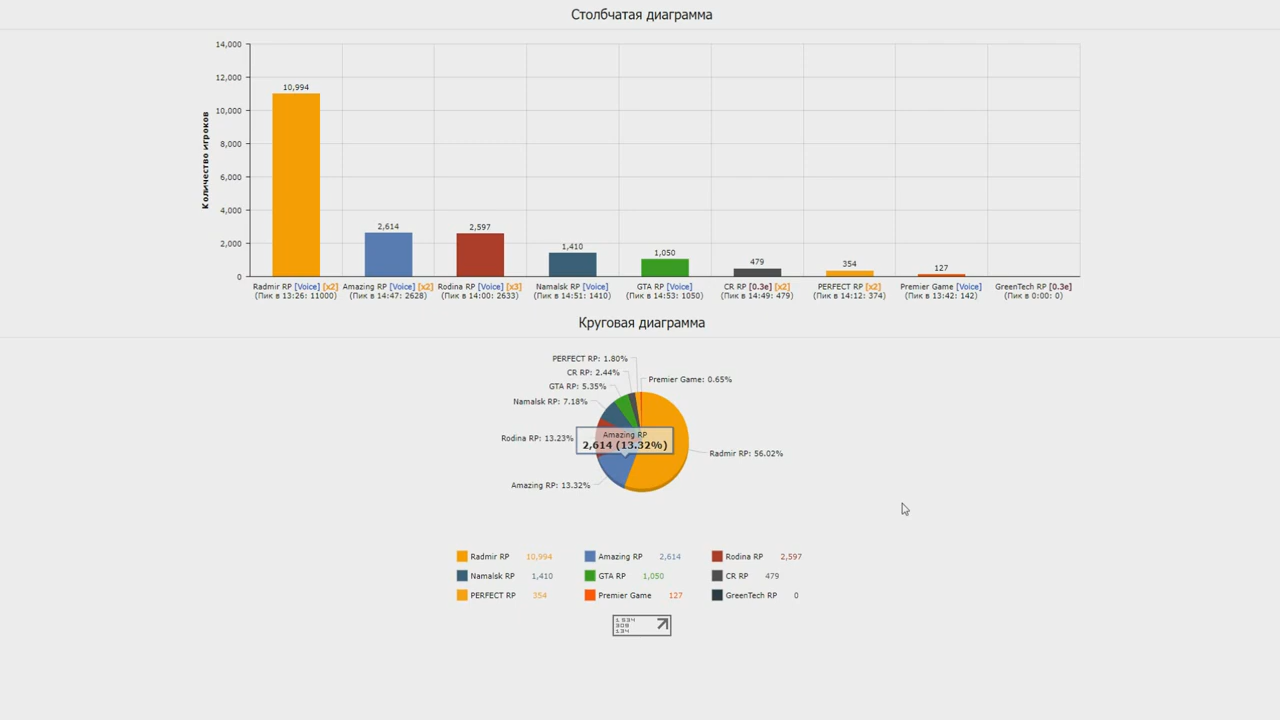 Столбчатая диаграмма
14,000
12,000
10,000
8,000
6,000
4,000
2,000
0
Количество игроков
10,994
2,614
2,597
1,410
1,050
479
354
127
Radmir RP [Voice] [x2]
(Пик в 13:26: 11000)
Amazing RP [Voice] [x2]
(Пик в 14:47: 2628)
Rodina RP [Voice] [x3]
(Пик в 14:00: 2633)
Namalsk RP [Voice]
(Пик в 14:51: 1410)
GTA RP [Voice]
(Пик в 14:53: 1050)
CR RP [0.3e] [x2]
(Пик в 14:49: 479)
PERFECT RP [x2]
(Пик в 14:12: 374)
Premier Game [Voice]
(Пик в 13:42: 142)
GreenTech RP [0.3e]
(Пик в 0:00: 0)
Круговая диаграмма
PERFECT RP: 1.80%
CR RP: 2.44%
Premier Game: 0.65%
GTA RP: 5.35%
Namalsk RP: 7.18%
Rodina RP: 13.23%
Amazing RP
2,614 (13.32%)
Radmir RP: 56.02%
Amazing RP: 13.32%
Radmir RP 10,994 Amazing RP 2,614 Rodina RP 2,597
Namalsk RP 1,410 GTA RP 1,050 CR RP 479
PERFECT RP 354 Premier Game 127 GreenTech RP 0
1 534
309
134